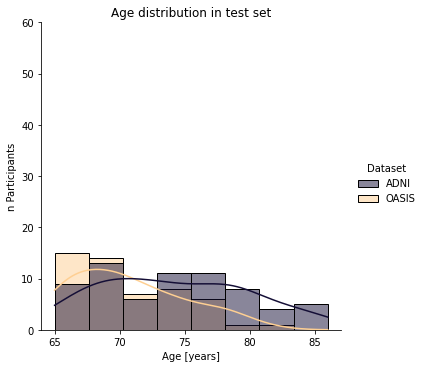 Age distribution in test set
60
50
40
30
20
10
0
n Participants
65 70 75 80 85
Age [years]
Dataset
ADNI
OASIS